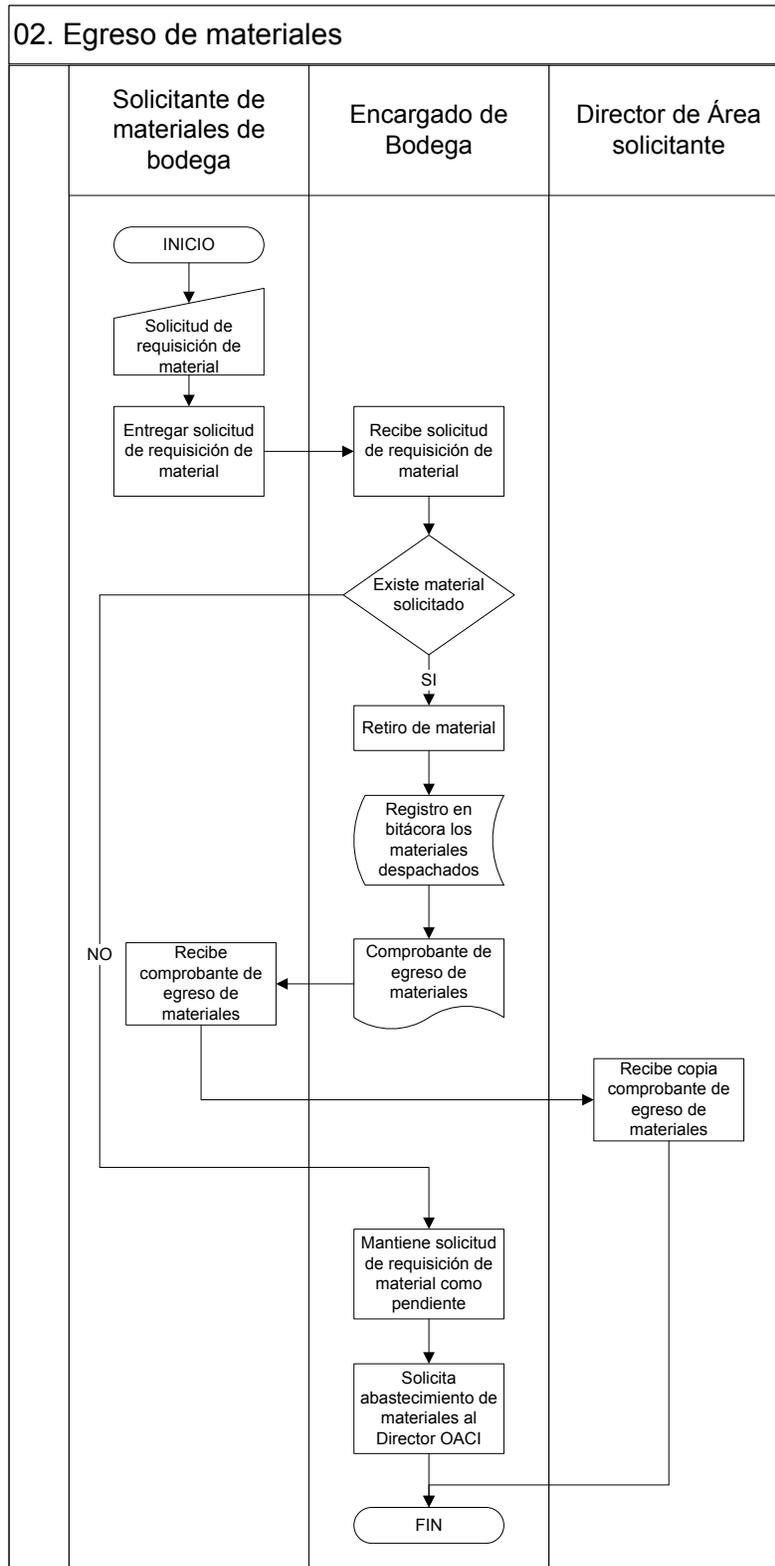 02. Egreso de materiales
Solicitante de
materiales de
bodega
Encargado de
Bodega
Director de Área
solicitante
INICIO
Solicitud de
requisición de
material
Entregar solicitud
de requisición de
material
Recibe solicitud
de requisición de
material
Existe material
solicitado
SI
Retiro de material
Registro en
bitácora los
materiales
despachados
NO
Comprobante de
egreso de
materiales
Recibe
comprobante de
egreso de
materiales
Recibe copia
comprobante de
egreso de
materiales
Mantiene solicitud
de requisición de
material como
pendiente
Solicita
abastecimiento de
materiales al
Director OACI
FIN